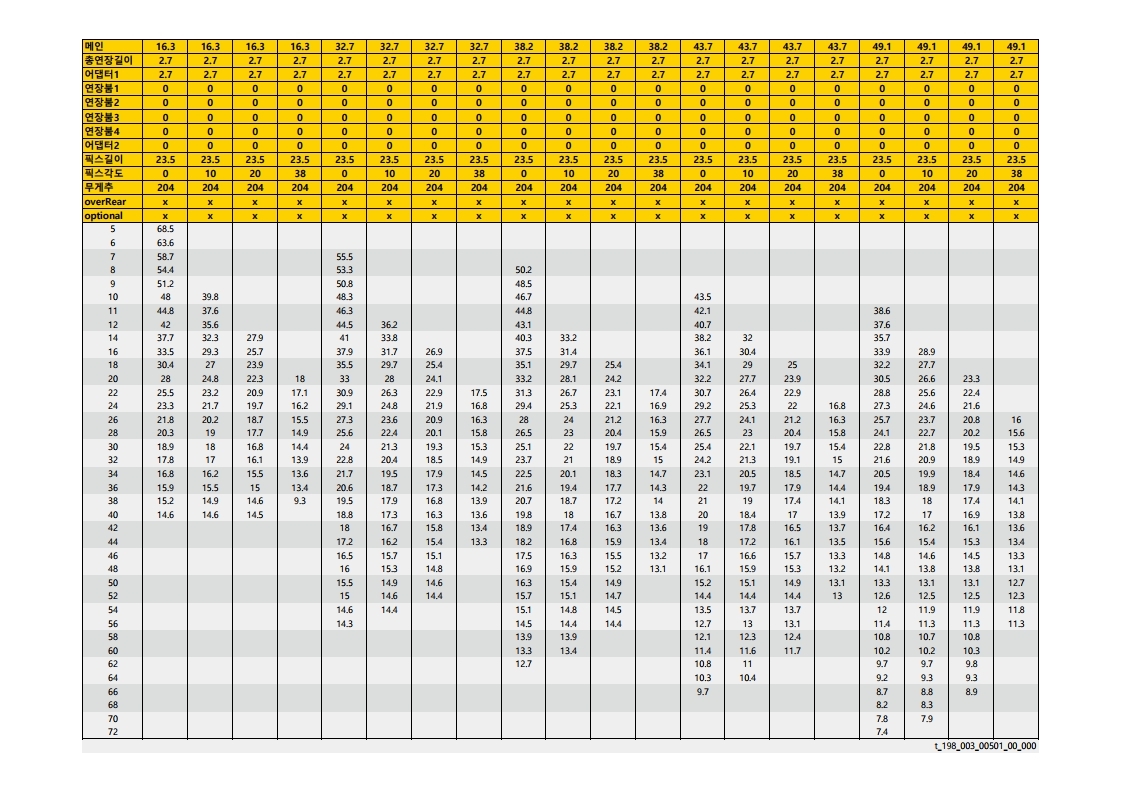 메인 16.3 16.3 16.3 16.3 32.7 32.7 32.7 32.7 38.2 38.2 38.2 38.2 43.7 43.7 43.7 43.7 49.1 49.1 49.1 49.1
총연장길이 2.7 2.7 2.7 2.7 2.7 2.7 2.7 2.7 2.7 2.7 2.7 2.7 2.7 2.7 2.7 2.7 2.7 2.7 2.7 2.7
어댑터1 2.7 2.7 2.7 2.7 2.7 2.7 2.7 2.7 2.7 2.7 2.7 2.7 2.7 2.7 2.7 2.7 2.7 2.7 2.7 2.7
연장붐1 0 0 0 0 0 0 0 0 0 0 0 0 0 0 0 0 0 0 0 0
연장붐2 0 0 0 0 0 0 0 0 0 0 0 0 0 0 0 0 0 0 0 0
연장붐3 0 0 0 0 0 0 0 0 0 0 0 0 0 0 0 0 0 0 0 0
연장붐4 0 0 0 0 0 0 0 0 0 0 0 0 0 0 0 0 0 0 0 0
어댑터2 0 0 0 0 0 0 0 0 0 0 0 0 0 0 0 0 0 0 0 0
픽스길이 23.5 23.5 23.5 23.5 23.5 23.5 23.5 23.5 23.5 23.5 23.5 23.5 23.5 23.5 23.5 23.5 23.5 23.5 23.5 23.5
픽스각도 0 10 20 38 0 10 20 38 0 10 20 38 0 10 20 38 0 10 20 38
무게추 204 204 204 204 204 204 204 204 204 204 204 204 204 204 204 204 204 204 204 204
overRear x x x x x x x x x x x x x x x x x x x x
optional x x x x x x x x x x x x x x x x x x x x
5 68.5
6 63.6
7 58.7 55.5
8 54.4 53.3 50.2
9 51.2 50.8 48.5
10 48 39.8 48.3 46.7 43.5
11 44.8 37.6 46.3 44.8 42.1 38.6
12 42 35.6 44.5 36.2 43.1 40.7 37.6
14 37.7 32.3 27.9 41 33.8 40.3 33.2 38.2 32 35.7
16 33.5 29.3 25.7 37.9 31.7 26.9 37.5 31.4 36.1 30.4 33.9 28.9
18 30.4 27 23.9 35.5 29.7 25.4 35.1 29.7 25.4 34.1 29 25 32.2 27.7
20 28 24.8 22.3 18 33 28 24.1 33.2 28.1 24.2 32.2 27.7 23.9 30.5 26.6 23.3
22 25.5 23.2 20.9 17.1 30.9 26.3 22.9 17.5 31.3 26.7 23.1 17.4 30.7 26.4 22.9 28.8 25.6 22.4
24 23.3 21.7 19.7 16.2 29.1 24.8 21.9 16.8 29.4 25.3 22.1 16.9 29.2 25.3 22 16.8 27.3 24.6 21.6
26 21.8 20.2 18.7 15.5 27.3 23.6 20.9 16.3 28 24 21.2 16.3 27.7 24.1 21.2 16.3 25.7 23.7 20.8 16
28 20.3 19 17.7 14.9 25.6 22.4 20.1 15.8 26.5 23 20.4 15.9 26.5 23 20.4 15.8 24.1 22.7 20.2 15.6
30 18.9 18 16.8 14.4 24 21.3 19.3 15.3 25.1 22 19.7 15.4 25.4 22.1 19.7 15.4 22.8 21.8 19.5 15.3
32 17.8 17 16.1 13.9 22.8 20.4 18.5 14.9 23.7 21 18.9 15 24.2 21.3 19.1 15 21.6 20.9 18.9 14.9
34 16.8 16.2 15.5 13.6 21.7 19.5 17.9 14.5 22.5 20.1 18.3 14.7 23.1 20.5 18.5 14.7 20.5 19.9 18.4 14.6
36 15.9 15.5 15 13.4 20.6 18.7 17.3 14.2 21.6 19.4 17.7 14.3 22 19.7 17.9 14.4 19.4 18.9 17.9 14.3
38 15.2 14.9 14.6 9.3 19.5 17.9 16.8 13.9 20.7 18.7 17.2 14 21 19 17.4 14.1 18.3 18 17.4 14.1
40 14.6 14.6 14.5 18.8 17.3 16.3 13.6 19.8 18 16.7 13.8 20 18.4 17 13.9 17.2 17 16.9 13.8
42 18 16.7 15.8 13.4 18.9 17.4 16.3 13.6 19 17.8 16.5 13.7 16.4 16.2 16.1 13.6
44 17.2 16.2 15.4 13.3 18.2 16.8 15.9 13.4 18 17.2 16.1 13.5 15.6 15.4 15.3 13.4
46 16.5 15.7 15.1 17.5 16.3 15.5 13.2 17 16.6 15.7 13.3 14.8 14.6 14.5 13.3
48 16 15.3 14.8 16.9 15.9 15.2 13.1 16.1 15.9 15.3 13.2 14.1 13.8 13.8 13.1
50 15.5 14.9 14.6 16.3 15.4 14.9 15.2 15.1 14.9 13.1 13.3 13.1 13.1 12.7
52 15 14.6 14.4 15.7 15.1 14.7 14.4 14.4 14.4 13 12.6 12.5 12.5 12.3
54 14.6 14.4 15.1 14.8 14.5 13.5 13.7 13.7 12 11.9 11.9 11.8
56 14.3 14.5 14.4 14.4 12.7 13 13.1 11.4 11.3 11.3 11.3
58 13.9 13.9 12.1 12.3 12.4 10.8 10.7 10.8
60 13.3 13.4 11.4 11.6 11.7 10.2 10.2 10.3
62 12.7 10.8 11 9.7 9.7 9.8
64 10.3 10.4 9.2 9.3 9.3
66 9.7 8.7 8.8 8.9
68 8.2 8.3
70 7.8 7.9
72 7.4
t_198_003_00501_00_000